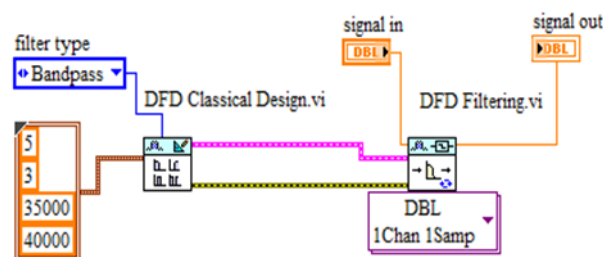 signal in
signal out
filter type
DBL
DBL
Bandpass
DFD Classical Design.vi
DFD Filtering.vi
5
3
35000
40000
DBL
1Chan 1Samp